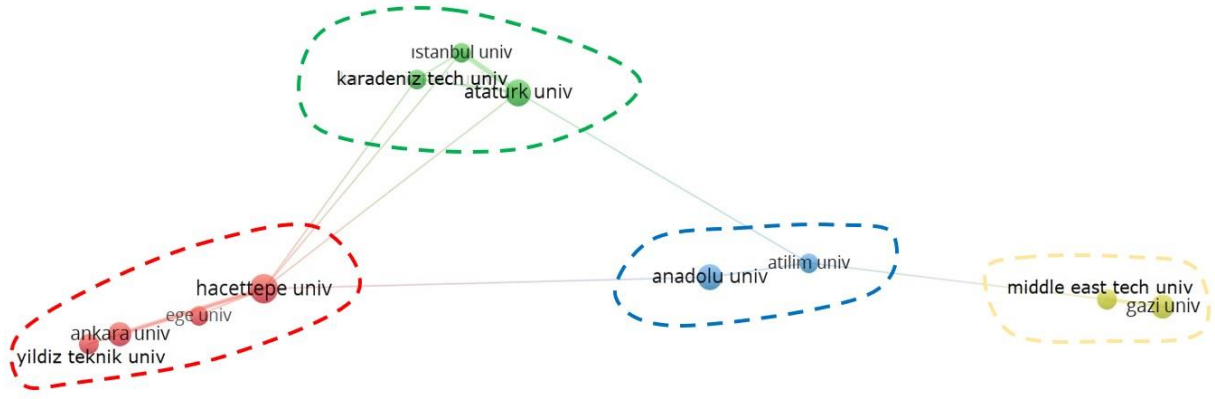 ıstanbul univ
karadeniz tech univ
ataturk univ
hacettepe univ
ege univ
ankara univ
yildiz teknik univ
anadolu univ
atilim univ
middle east tech univ
gazi univ